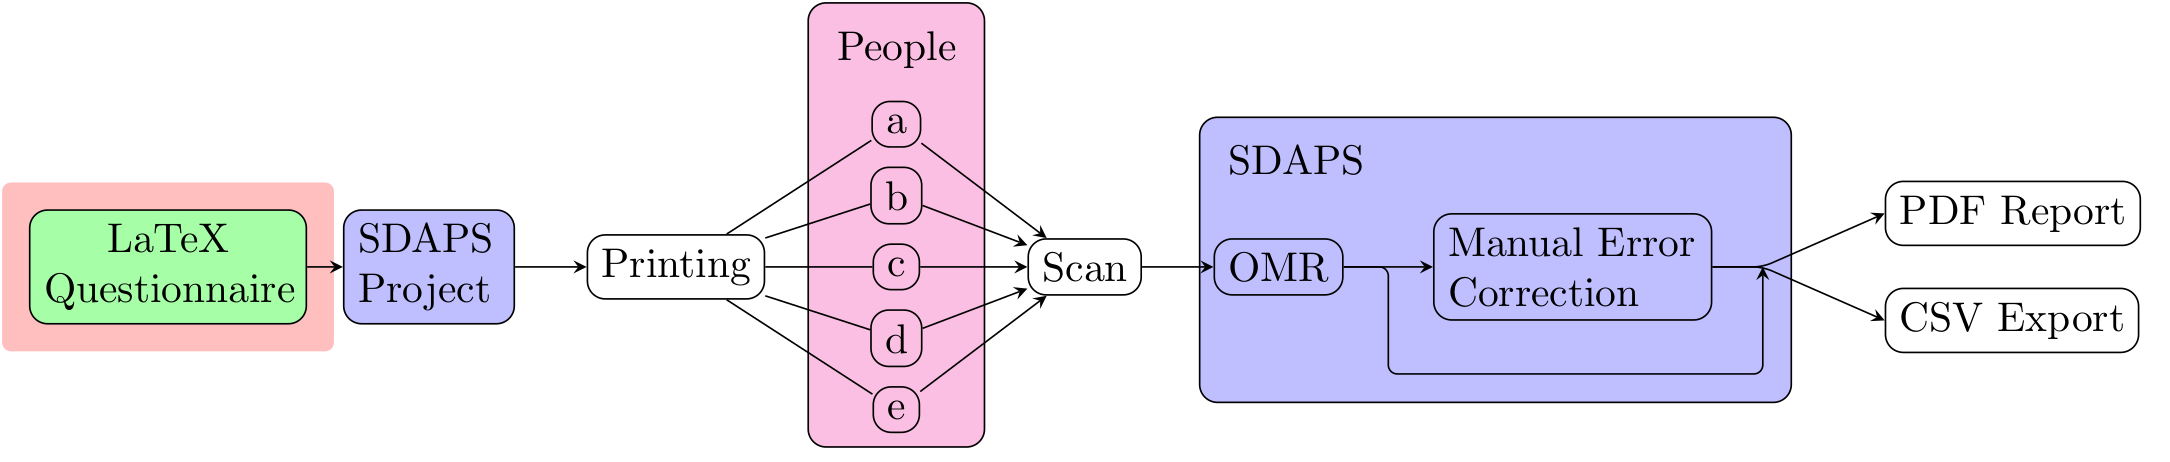 LaTeX
Questionnaire
SDAPS
Project
Printing
People
a
b
c
d
e
Scan
SDAPS
OMR
Manual Error
Correction
PDF Report
CSV Export